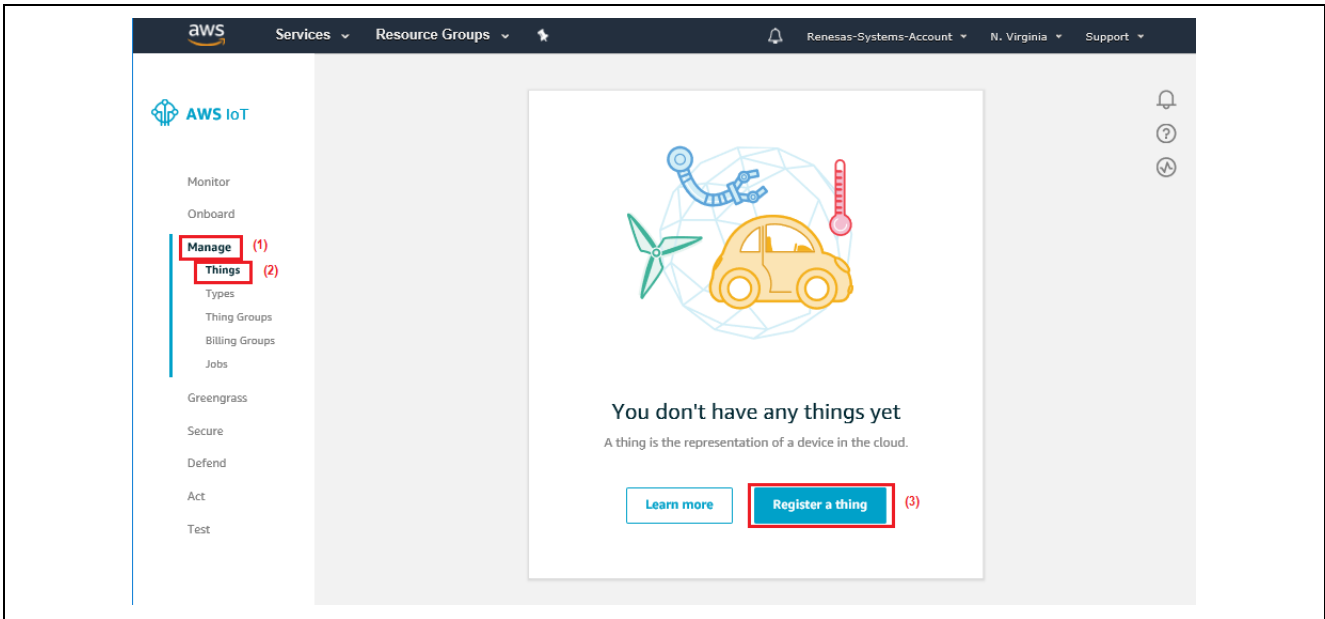 aws Services Resource Groups Renesas-Systems-Account N. Virginia Support
AWS IoT
Monitor
Onboard
Manage (1)
Things (2)
Types
Thing Groups
Billing Groups
Jobs
Greengrass
Secure
Defend
Act
Test
You don't have any things yet
A thing is the representation of a device in the cloud.
Learn more Register a thing (3)